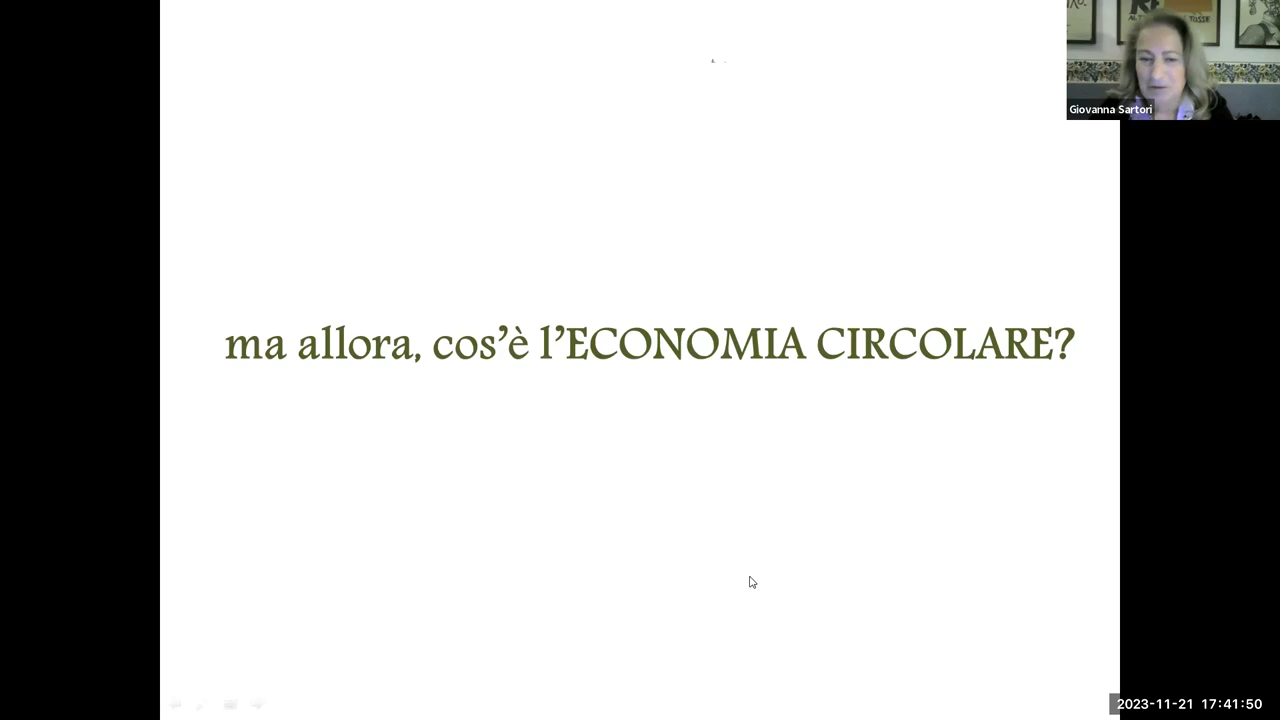 ma allora, cos’è l’ECONOMIA CIRCOLARE?
Giovanna Sartori
2023-11-21 17:41:50